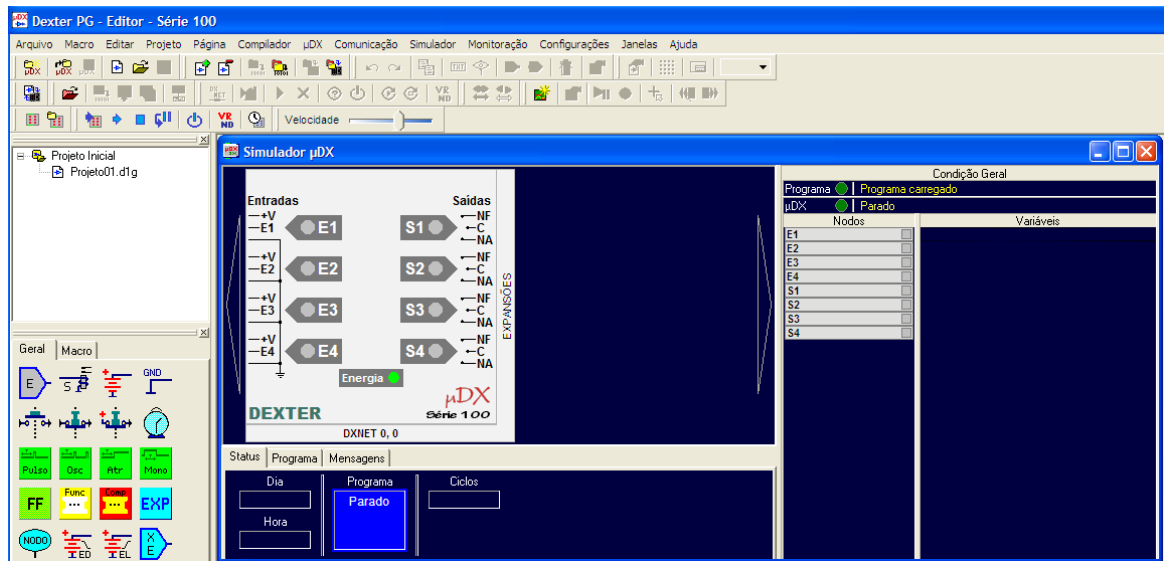 Dexter PG - Editor - Série 100
Arquivo Macro Editar Projeto Página Compilador µDX Comunicação Simulador Monitoração Configurações Janelas Ajuda
Velocidade
Projeto Inicial
Projeto01.d1g
Geral Macro
E S GND
Pulso Osc Atr Mono
FF Func Comp EXP
NODO ED EL X E
Simulador µDX
Entradas Saídas
+V NF
E1 E1 S1 C
NA
+V NF
E2 E2 S2 C
NA
+V NF
E3 E3 S3 C
NA
+V NF
E4 E4 S4 C
NA
EXPANSÕES
Energia
µDX
DEXTER Série 100
DXNET 0, 0
Status Programa Mensagens
Dia Programa Ciclos
Parado
Hora
Condição Geral
Programa Programa carregado
µDX Parado
Nodos Variáveis
E1
E2
E3
E4
S1
S2
S3
S4